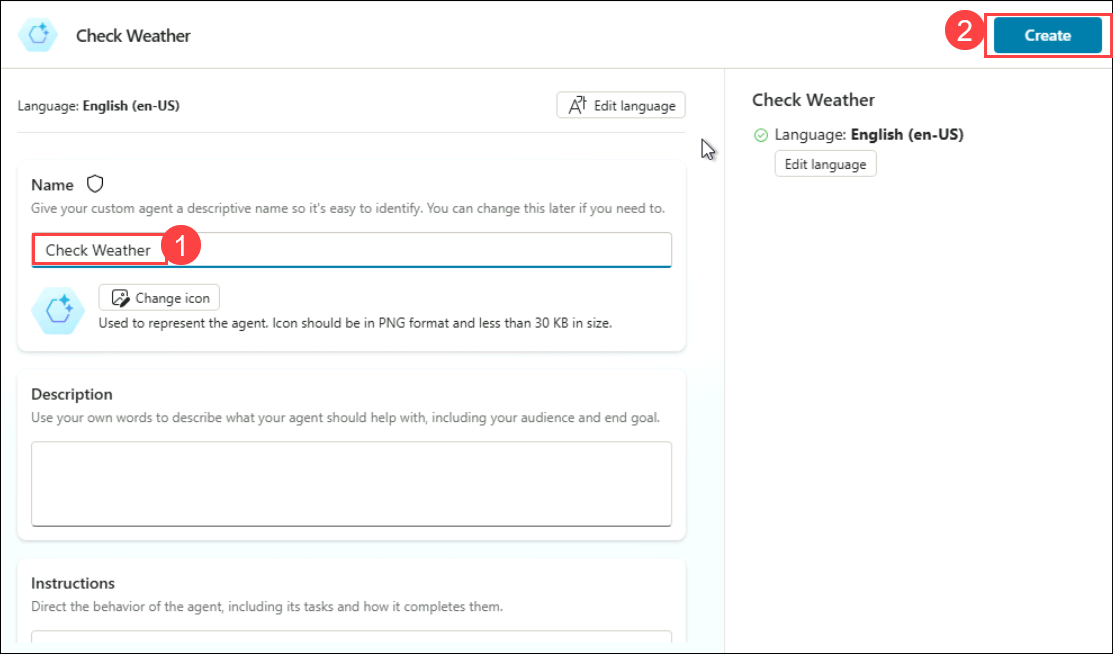 Check Weather
2
Create
Language: English (en-US)
Edit language
Name
Give your custom agent a descriptive name so it's easy to identify. You can change this later if you need to.
Check Weather
1
Change icon
Used to represent the agent. Icon should be in PNG format and less than 30 KB in size.
Description
Use your own words to describe what your agent should help with, including your audience and end goal.
Instructions
Direct the behavior of the agent, including its tasks and how it completes them.
Check Weather
Language: English (en-US)
Edit language